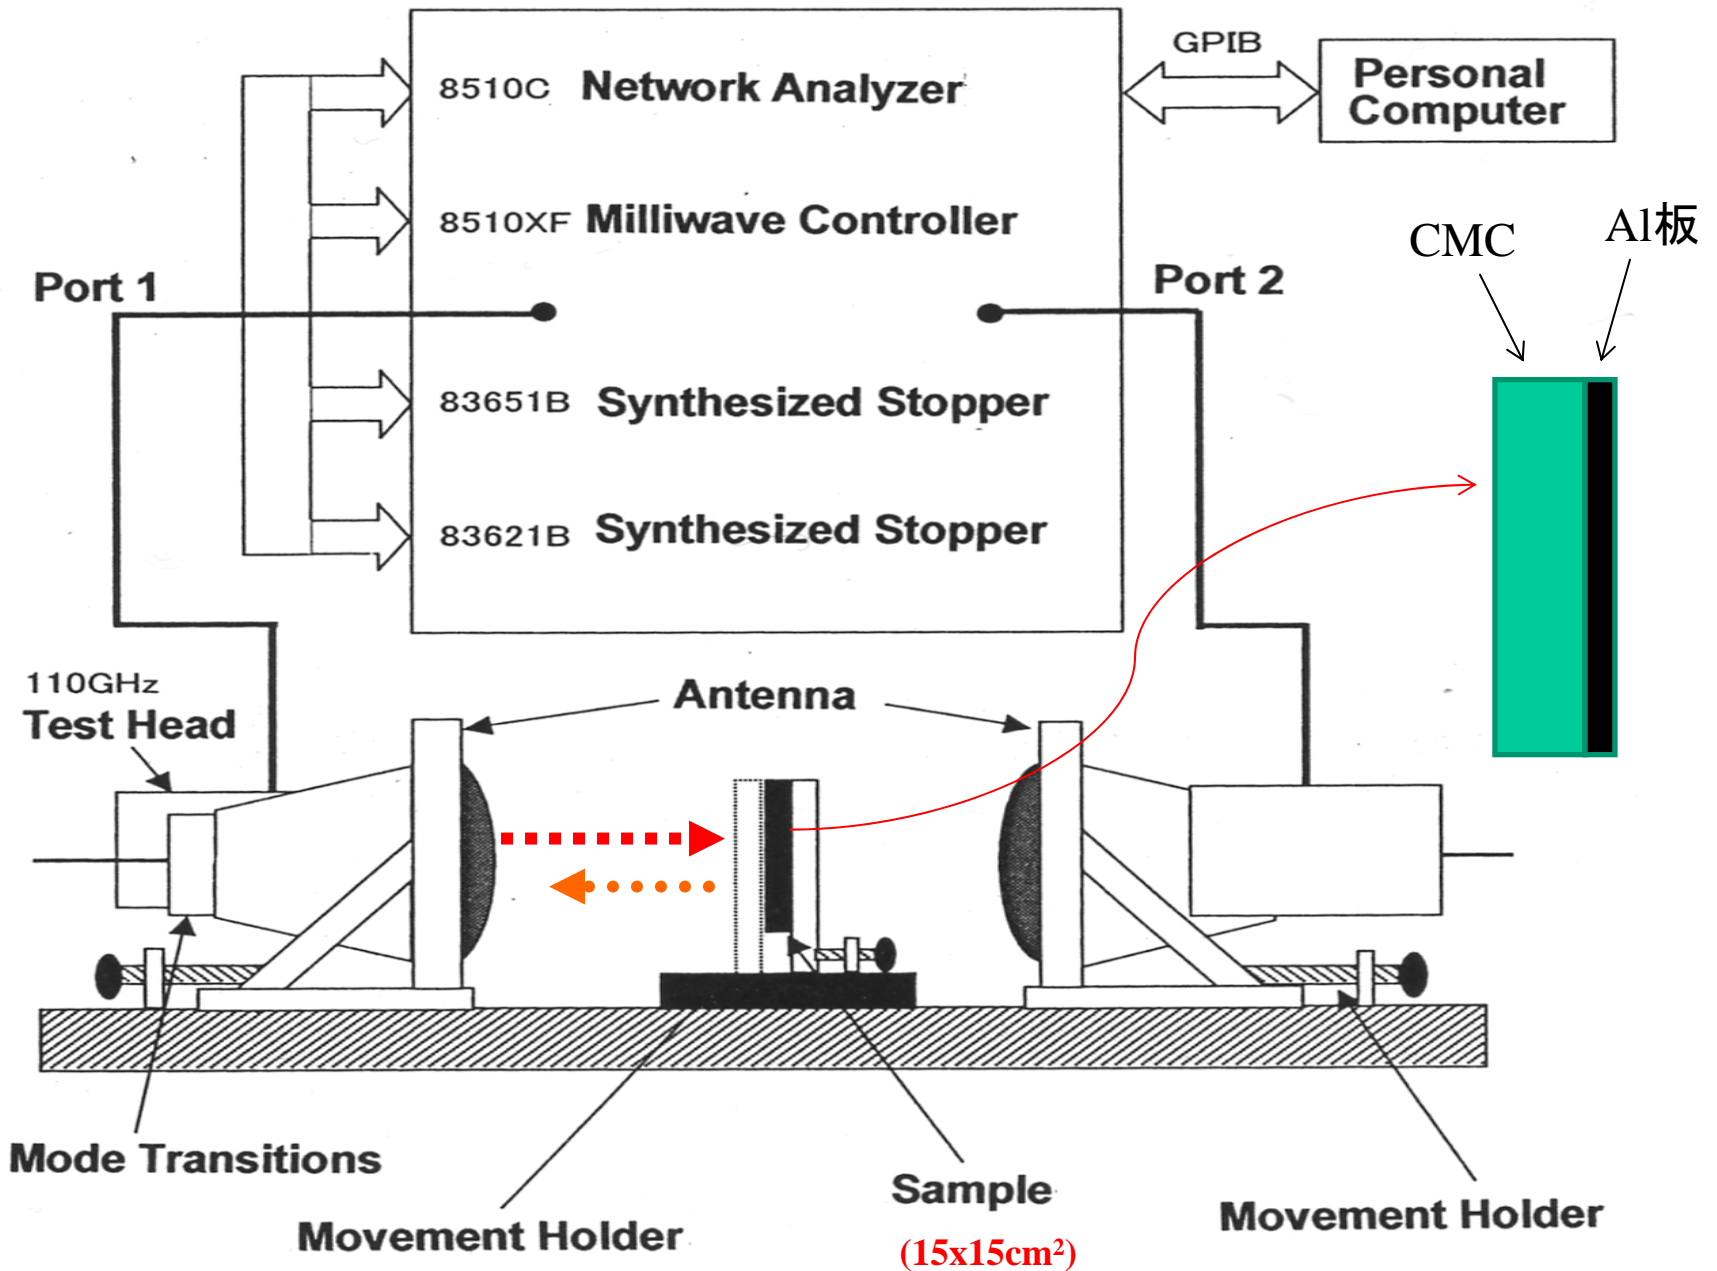 GPIB
8510C Network Analyzer
Personal
Computer
8510XF Milliwave Controller
CMC
Al板
Port 1
Port 2
83651B Synthesized Stopper
83621B Synthesized Stopper
110GHz
Test Head
Antenna
Mode Transitions
Sample
Movement Holder
Movement Holder
(15x15cm²)